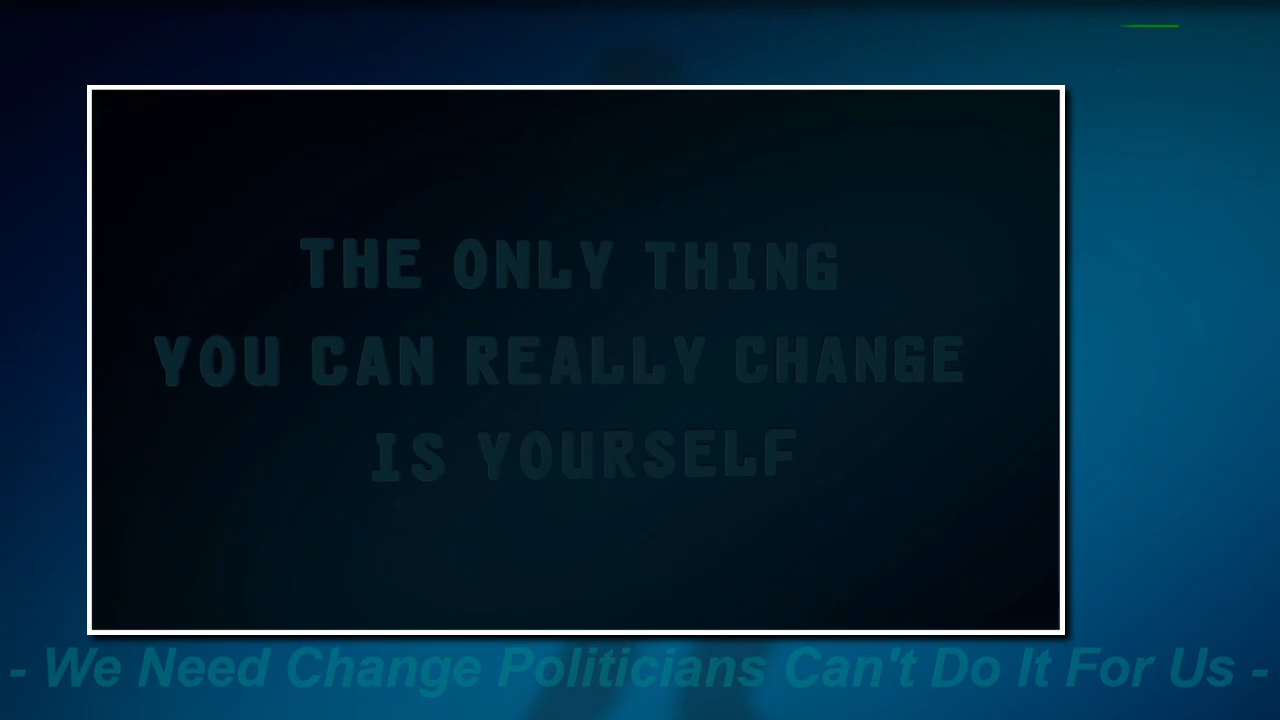 THE ONLY THING
YOU CAN REALLY CHANGE
IS YOURSELF
- We Need Change Politicians Can't Do It For Us -